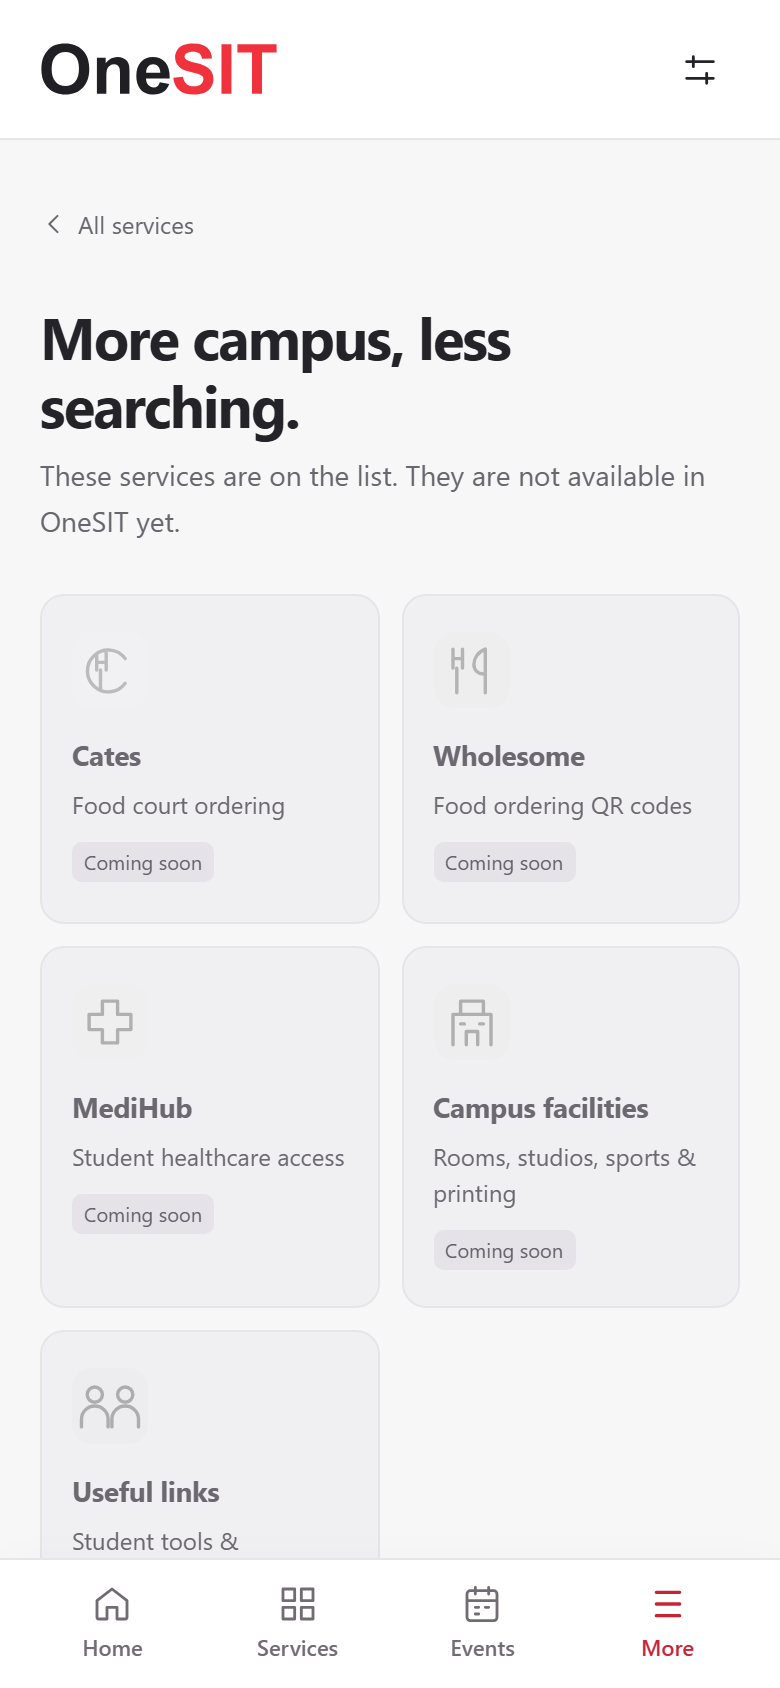 OneSIT
All services
More campus, less
searching.
These services are on the list. They are not available in
OneSIT yet.
Cates
Food court ordering
Coming soon
Wholesome
Food ordering QR codes
Coming soon
MediHub
Student healthcare access
Coming soon
Campus facilities
Rooms, studios, sports &
printing
Coming soon
Useful links
Student tools &
Home
Services
Events
More